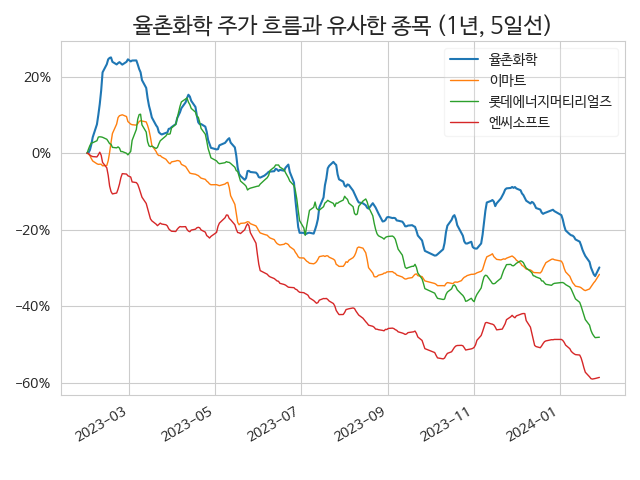 율촌화학 주가 흐름과 유사한 종목 (1년, 5일선)
율촌화학
이마트
롯데에너지머티리얼즈
엔씨소프트
20%
0%
−20%
−40%
−60%
2023-03
2023-05
2023-07
2023-09
2023-11
2024-01